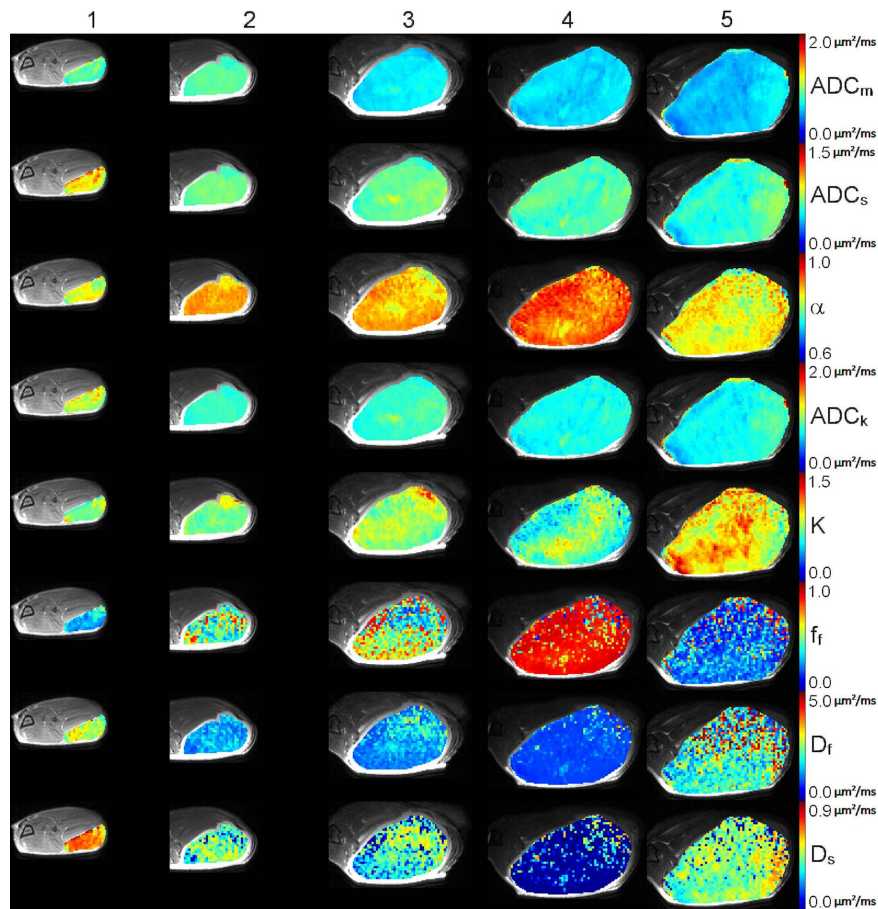 1 2 3 4 5
2.0 µm²/ms
ADCm
0.0 µm²/ms
1.5 µm²/ms
ADCs
0.0 µm²/ms
1.0
α
0.6
2.0 µm²/ms
ADCk
0.0 µm²/ms
1.5
K
0.0
1.0
ff
0.0
5.0 µm²/ms
Df
0.0 µm²/ms
0.9 µm²/ms
Ds
0.0 µm²/ms